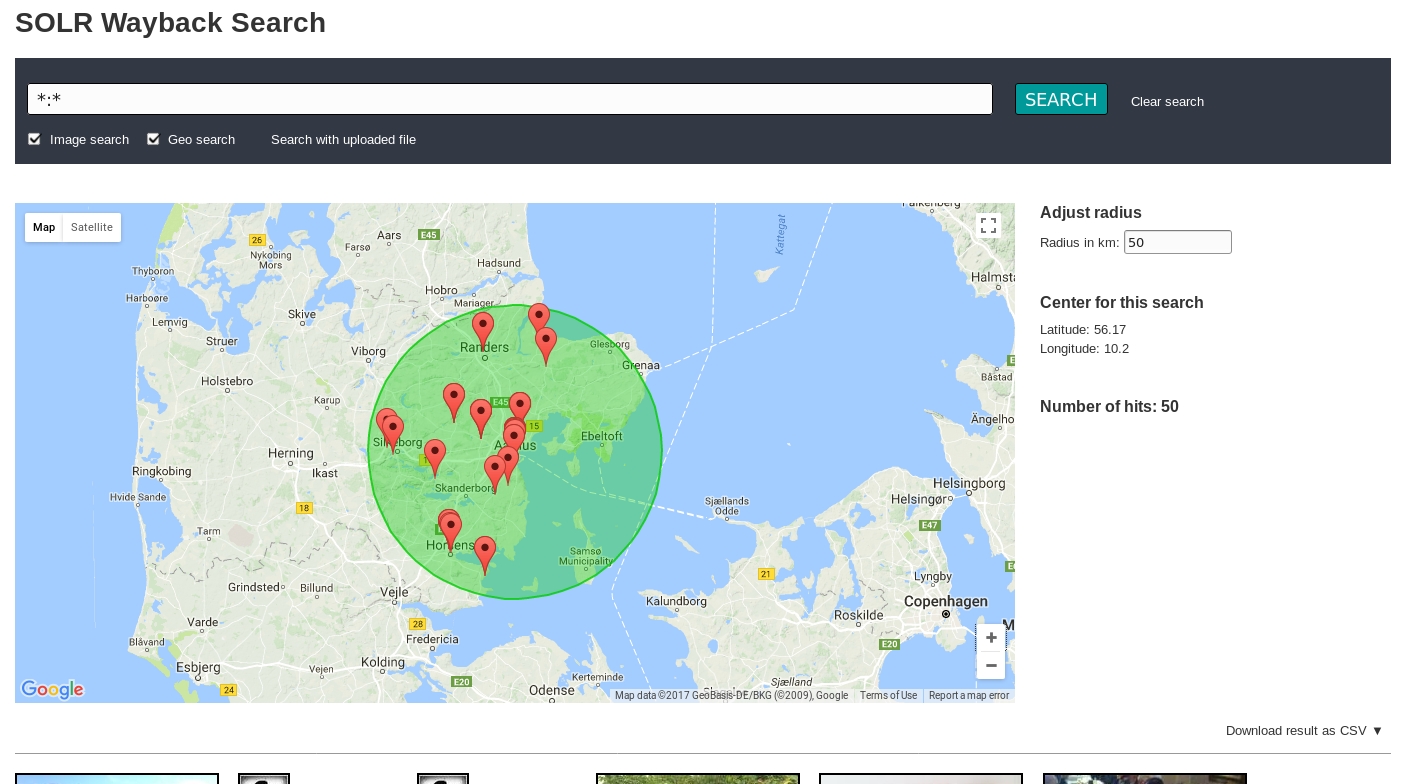 SOLR Wayback Search
*:*
SEARCH
Clear search
Image search
Geo search
Search with uploaded file
Map
Satellite
Adjust radius
Radius in km: 50
Center for this search
Latitude: 56.17
Longitude: 10.2
Number of hits: 50
Kattegat
Aars
E45
26
Farsø
Nykobing
Mors
Hadsund
Thyboron
Hobro
Harboøre
Mariager
Skive
Lemvig
Struer
Viborg
Randers
Glesborg
Grenaa
Holstebro
Karup
E45
15
Ebeltoft
Herning
Ikast
Ringkobing
Skanderborg
Hvide Sande
18
Tarm
Sjællands
Odde
Helsingborg
Helsingør
E47
Samsø
Municipality
Grindsted
Billund
Vejle
21
Lyngby
Kalundborg
Copenhagen
Roskilde
Varde
28
Fredericia
E20
Blåvand
Esbjerg
Vejen
Kolding
24
E20
Odense
Kerteminde
Sjælland
Båstad
Google
Map data ©2017 GeoBasis-DE/BKG (©2009), Google
Terms of Use
Report a map error
Download result as CSV ▼